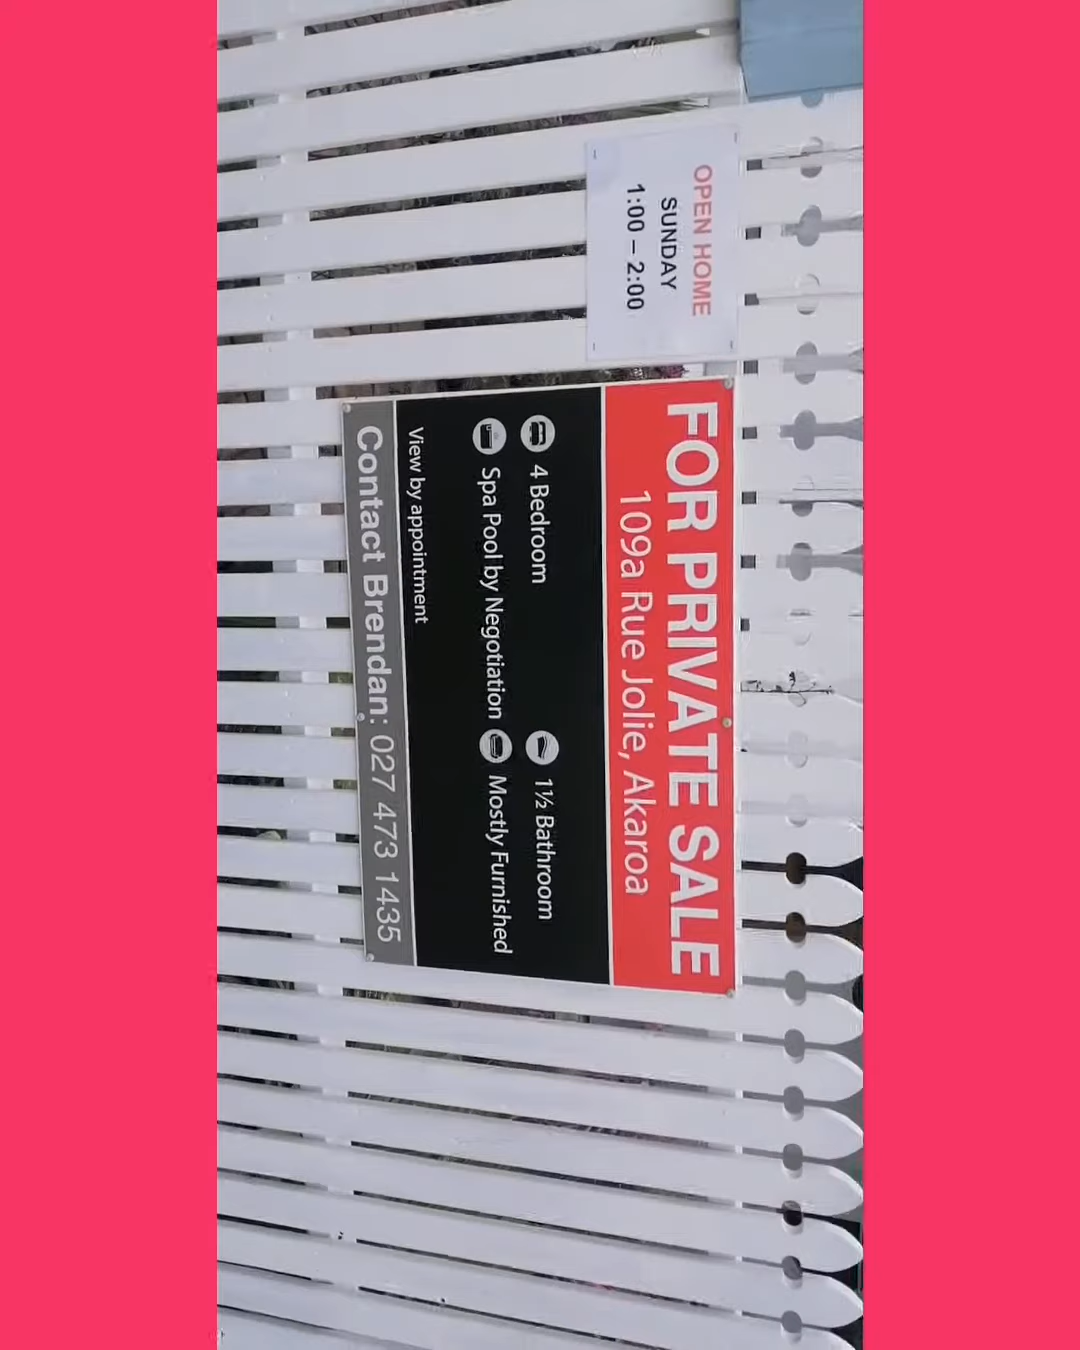 OPEN HOME
SUNDAY
1:00 – 2:00
FOR PRIVATE SALE
109a Rue Jolie, Akaroa
4 Bedroom
1½ Bathroom
Spa Pool by Negotiation
Mostly Furnished
View by appointment
Contact Brendan: 027 473 1435